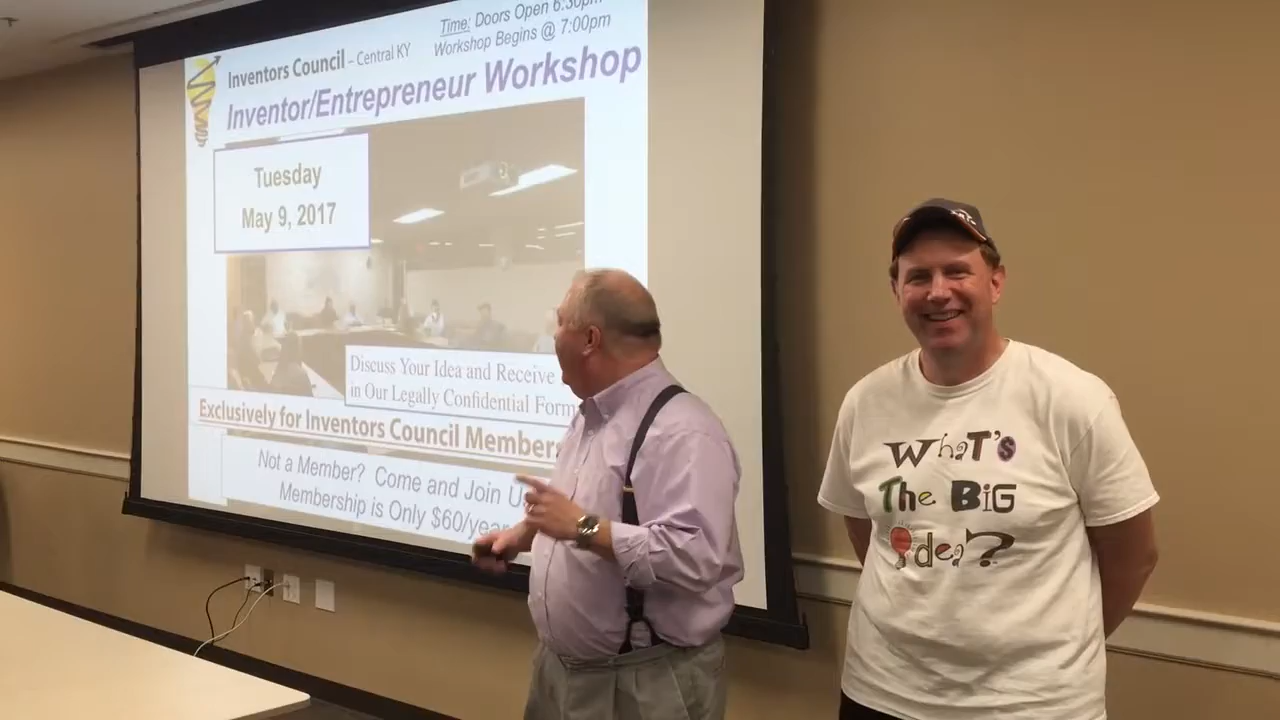 Time: Doors Open 6:30pm
Workshop Begins @ 7:00pm
Inventors Council – Central KY
Inventor/Entrepreneur Workshop
Tuesday
May 9, 2017
Discuss Your Idea and Receive
in Our Legally Confidential Form
Exclusively for Inventors Council Members
Not a Member? Come and Join
Membership is Only $60/year
WhaT's
The BiG
idea?